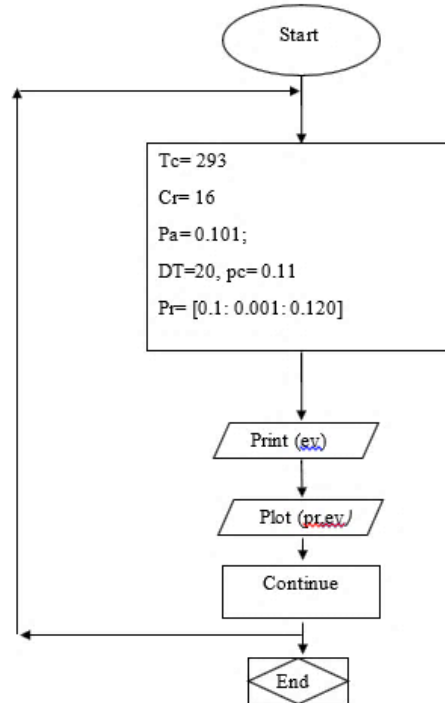 Start
Tc= 293
Cr= 16
Pa= 0.101;
DT=20, pc= 0.11
Pr= [0.1: 0.001: 0.120]
Print (ev)
Plot (pr,ev)
Continue
End